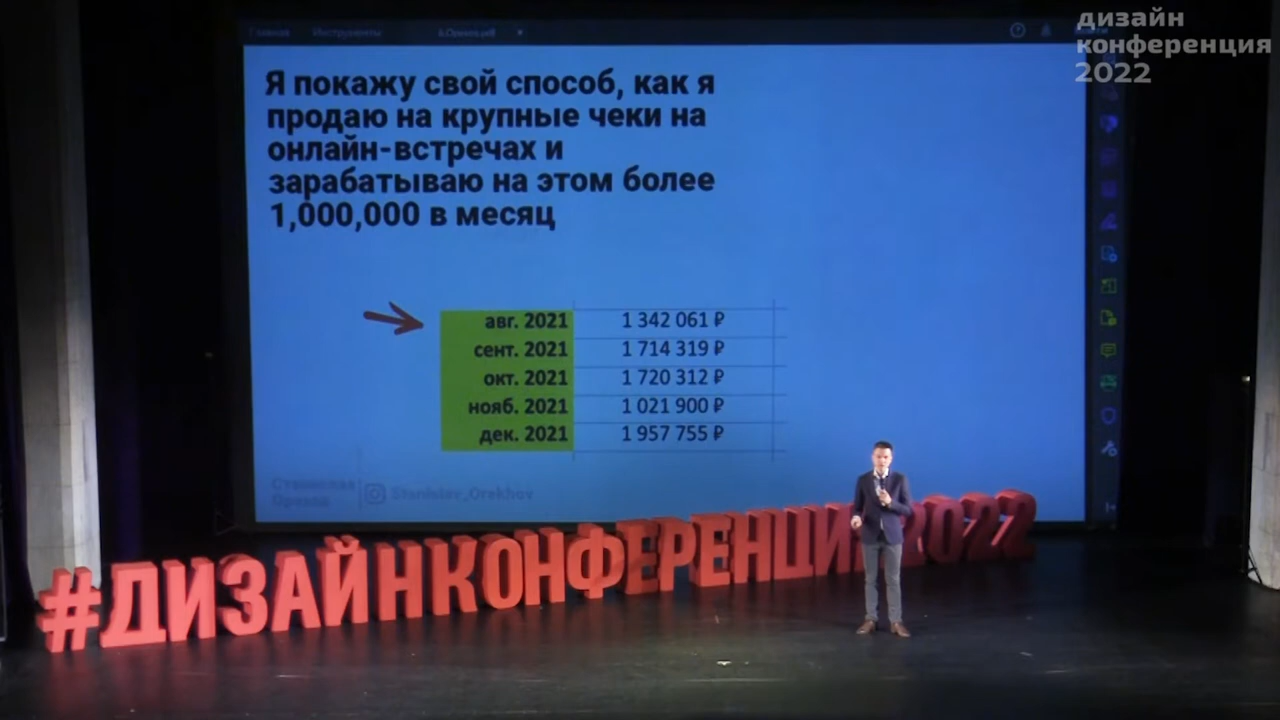 дизайн
конференция
2022
Главная Инструменты
Я покажу свой способ, как я
продаю на крупные чеки на
онлайн-встречах и
зарабатываю на этом более
1,000,000 в месяц
авг. 2021 1 342 061 ₽
сент. 2021 1 714 319 ₽
окт. 2021 1 720 312 ₽
нояб. 2021 1 021 900 ₽
дек. 2021 1 957 755 ₽
Станислав
Орехов
Stanislav_Orekhov
#ДИЗАЙНКОНФЕРЕНЦИЯ2022